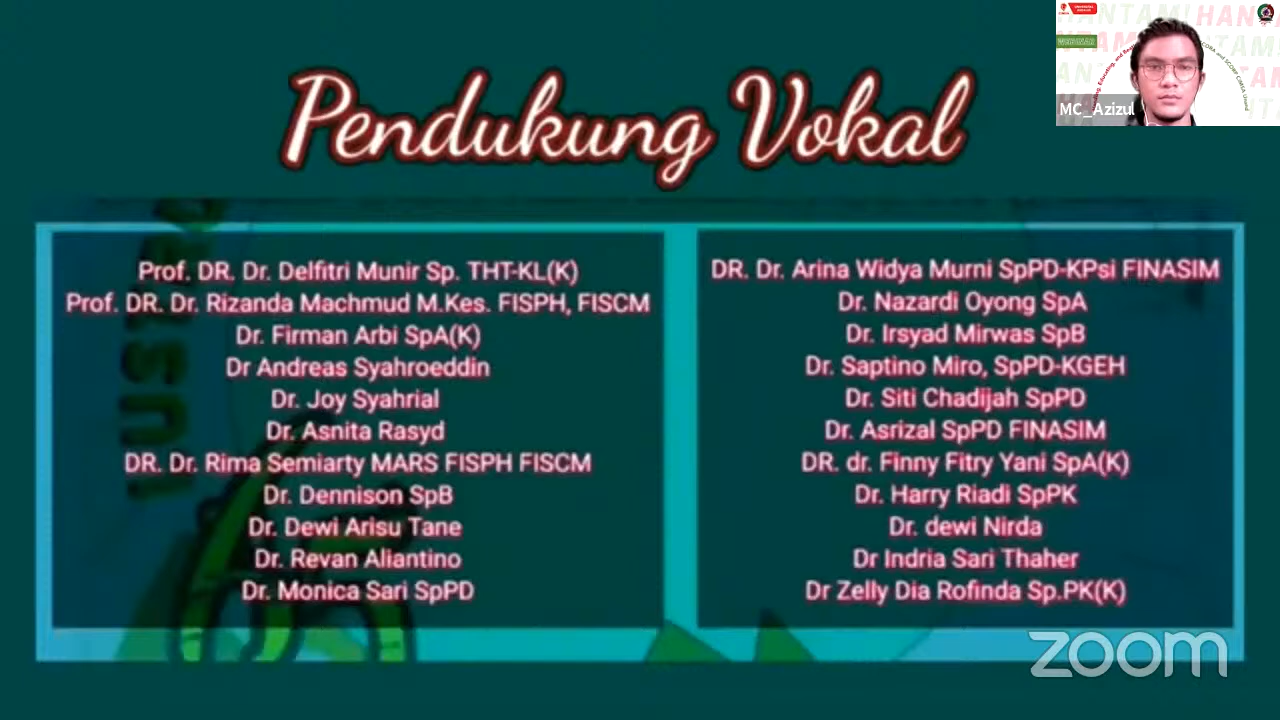 Pendukung Vokal
Prof. DR. Dr. Delfitri Munir Sp. THT-KL(K)
Prof. DR. Dr. Rizanda Machmud M.Kes. FISPH, FISCM
Dr. Firman Arbi SpA(K)
Dr Andreas Syahroeddin
Dr. Joy Syahrial
Dr. Asnita Rasyd
DR. Dr. Rima Semiarty MARS FISPH FISCM
Dr. Dennison SpB
Dr. Dewi Arisu Tane
Dr. Revan Aliantino
Dr. Monica Sari SpPD
DR. Dr. Arina Widya Murni SpPD-KPsi FINASIM
Dr. Nazardi Oyong SpA
Dr. Irsyad Mirwas SpB
Dr. Saptino Miro, SpPD-KGEH
Dr. Siti Chadijah SpPD
Dr. Asrizal SpPD FINASIM
DR. dr. Finny Fitry Yani SpA(K)
Dr. Harry Riadi SpPK
Dr. dewi Nirda
Dr Indria Sari Thaher
Dr Zelly Dia Rofinda Sp.PK(K)
MC_Azizul
zoom